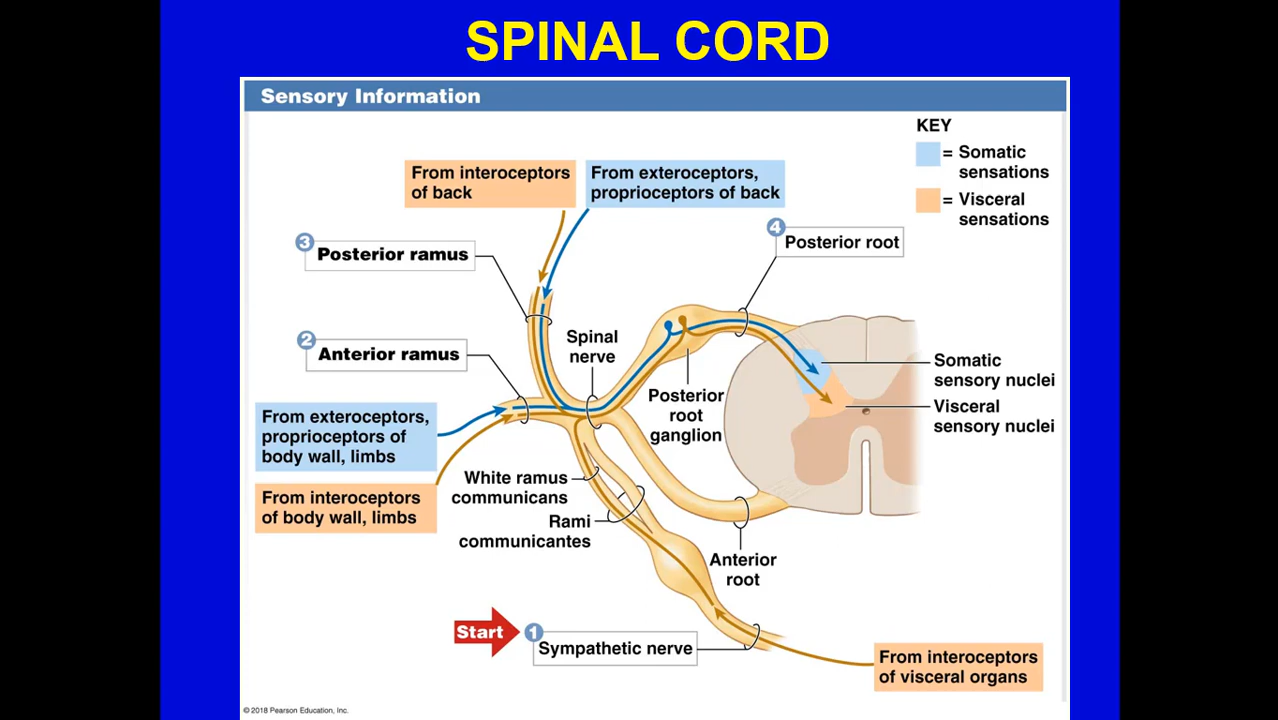 SPINAL CORD
Sensory Information
KEY
= Somatic
sensations
= Visceral
sensations
From interoceptors
of back
From exteroceptors,
proprioceptors of back
4
Posterior root
3
Posterior ramus
2
Anterior ramus
Spinal
nerve
Somatic
sensory nuclei
Posterior
root
ganglion
Visceral
sensory nuclei
From exteroceptors,
proprioceptors of
body wall, limbs
From interoceptors
of body wall, limbs
White ramus
communicans
Rami
communicantes
Anterior
root
Start
1
Sympathetic nerve
From interoceptors
of visceral organs
© 2018 Pearson Education, Inc.